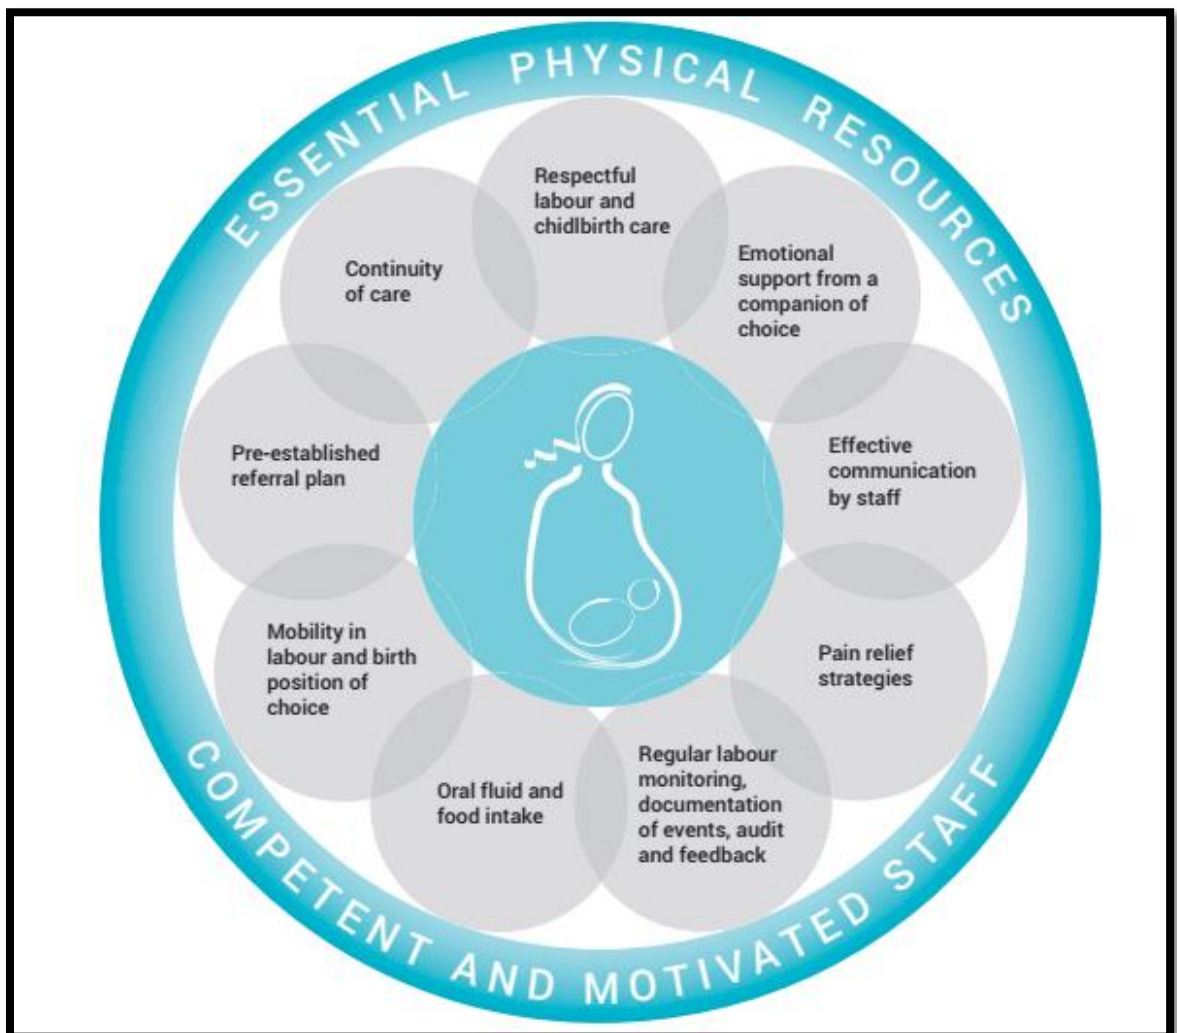 ESSENTIAL PHYSICAL RESOURCES
Respectful
labour and
chidlbirth care
Emotional
support from a
companion of
choice
Effective
communication
by staff
Pain relief
strategies
Regular labour
monitoring,
documentation
of events, audit
and feedback
Oral fluid and
food intake
Mobility in
labour and birth
position of
choice
Pre-established
referral plan
Continuity
of care
COMPETENT AND MOTIVATED STAFF